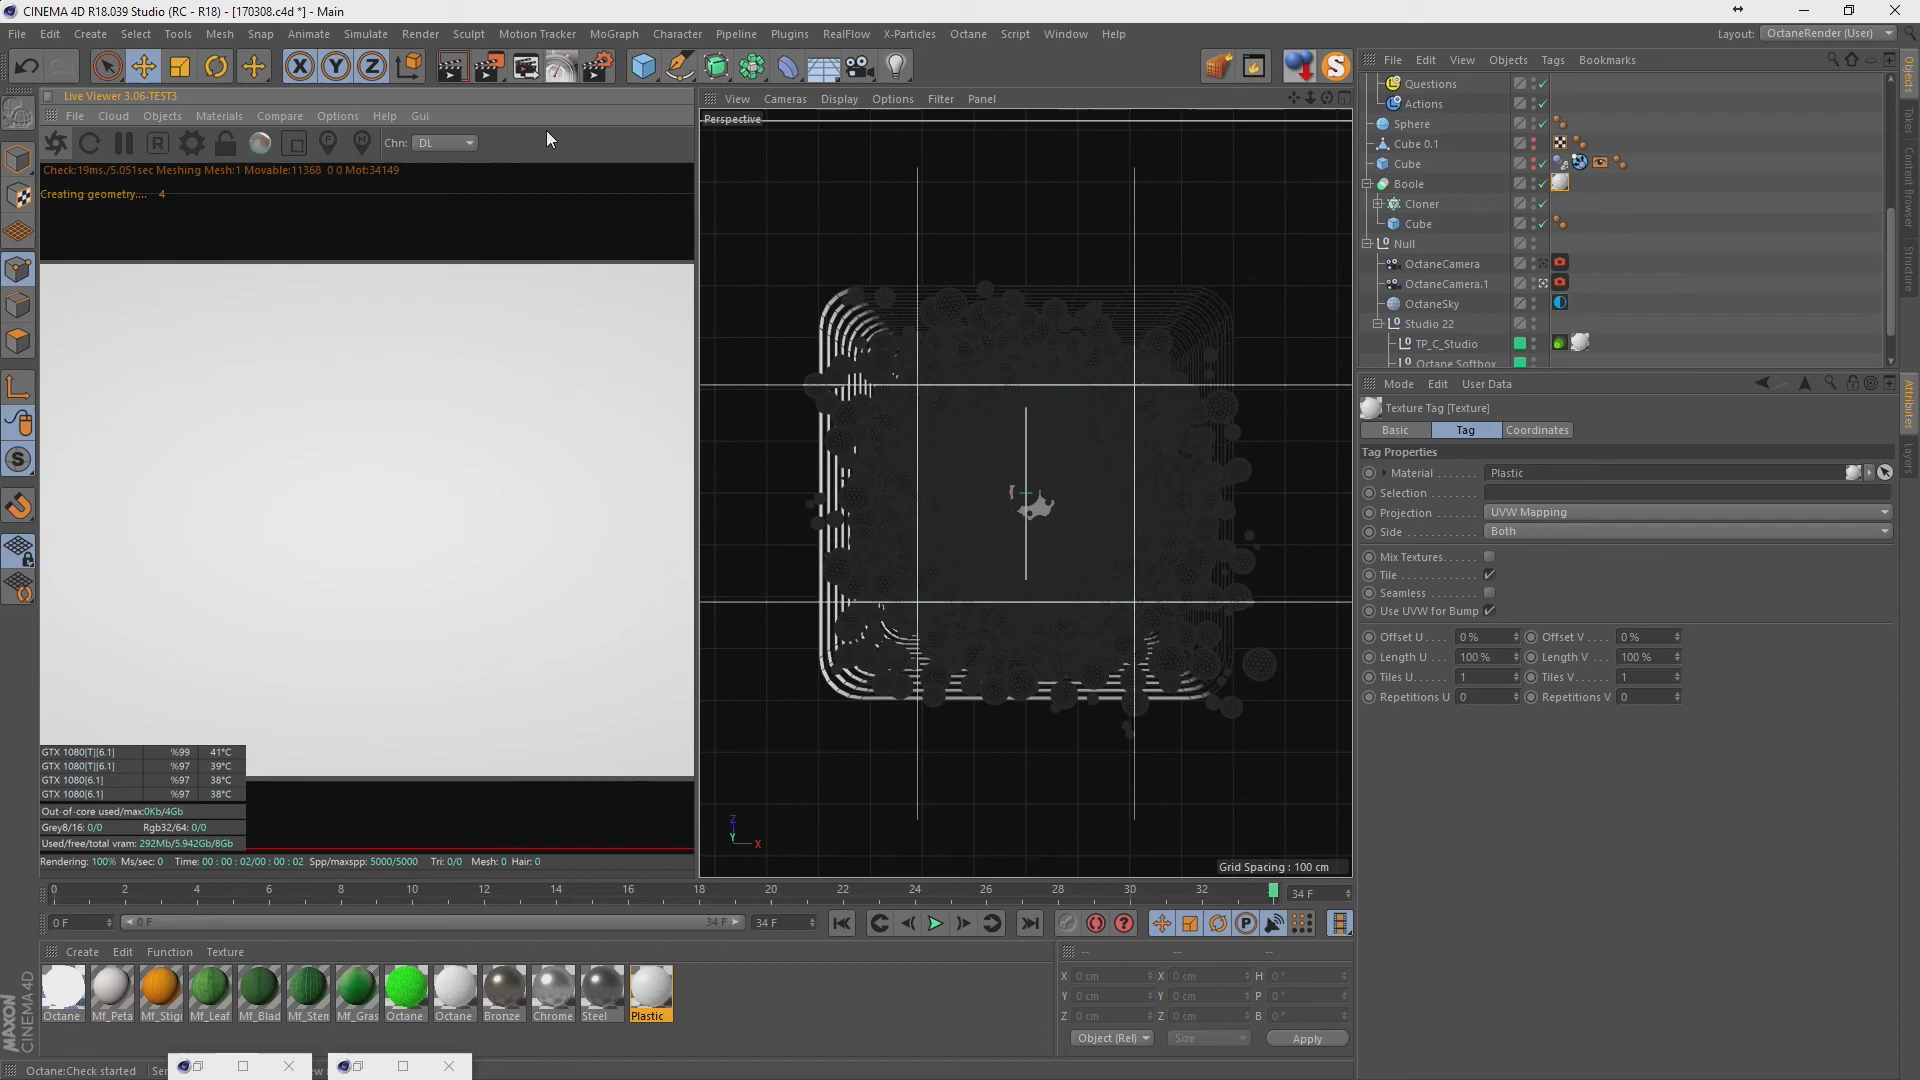 CINEMA 4D R18.039 Studio (RC - R18) - [170308.c4d *] - Main
File Edit Create Select Tools Mesh Snap Animate Simulate Render Sculpt Motion Tracker MoGraph Character Pipeline Plugins RealFlow X-Particles Octane Script Window Help
Layout: OctaneRender (User)
Live Viewer 3.06-TEST3
File Cloud Objects Materials Compare Options Help Gui
Chn: DL
Check:19ms./5.051sec Meshing Mesh:1 Movable:11368 0 0 Mot:34149
Creating geometry.... 4
GTX 1080[T][6.1] %99 41°C
GTX 1080[T][6.1] %97 39°C
GTX 1080[6.1] %97 38°C
GTX 1080[6.1] %97 38°C
Out-of-core used/max:0Kb/4Gb
Grey8/16: 0/0 Rgb32/64: 0/0
Used/free/total vram: 292Mb/5.942Gb/8Gb
Rendering: 100% Ms/sec: 0 Time: 00 : 00 : 02/00 : 00 : 02 Spp/maxspp: 5000/5000 Tri: 0/0 Mesh: 0 Hair: 0
View Cameras Display Options Filter Panel
Perspective
Z
Y
X
Grid Spacing : 100 cm
File Edit View Objects Tags Bookmarks
Questions
Actions
Sphere
Cube 0.1
Cube
Boole
Cloner
Cube
Null
OctaneCamera
OctaneCamera.1
OctaneSky
Studio 22
TP_C_Studio
Octane Softbox
Objects
Takes
Content Browser
Structure
Mode Edit User Data
Texture Tag [Texture]
Basic Tag Coordinates
Tag Properties
Material Plastic
Selection
Projection UVW Mapping
Side Both
Mix Textures
Tile
Seamless
Use UVW for Bump
Offset U 0 % Offset V 0 %
Length U 100 % Length V 100 %
Tiles U 1 Tiles V 1
Repetitions U 0 Repetitions V 0
Attributes
Layers
0 2 4 6 8 10 12 14 16 18 20 22 24 26 28 30 32 34 F
0 F 0 F 34 F 34 F
Create Edit Function Texture
Octane Mf_Peta Mf_Stigi Mf_Leaf Mf_Blad Mf_Sten Mf_Gras Octane Octane Bronze Chrome Steel Plastic
-- -- --
X 0 cm X 0 cm H 0 °
Y 0 cm Y 0 cm P 0 °
Z 0 cm Z 0 cm B 0 °
Object (Rel) Size Apply
MAXON
CINEMA 4D
Octane:Check started